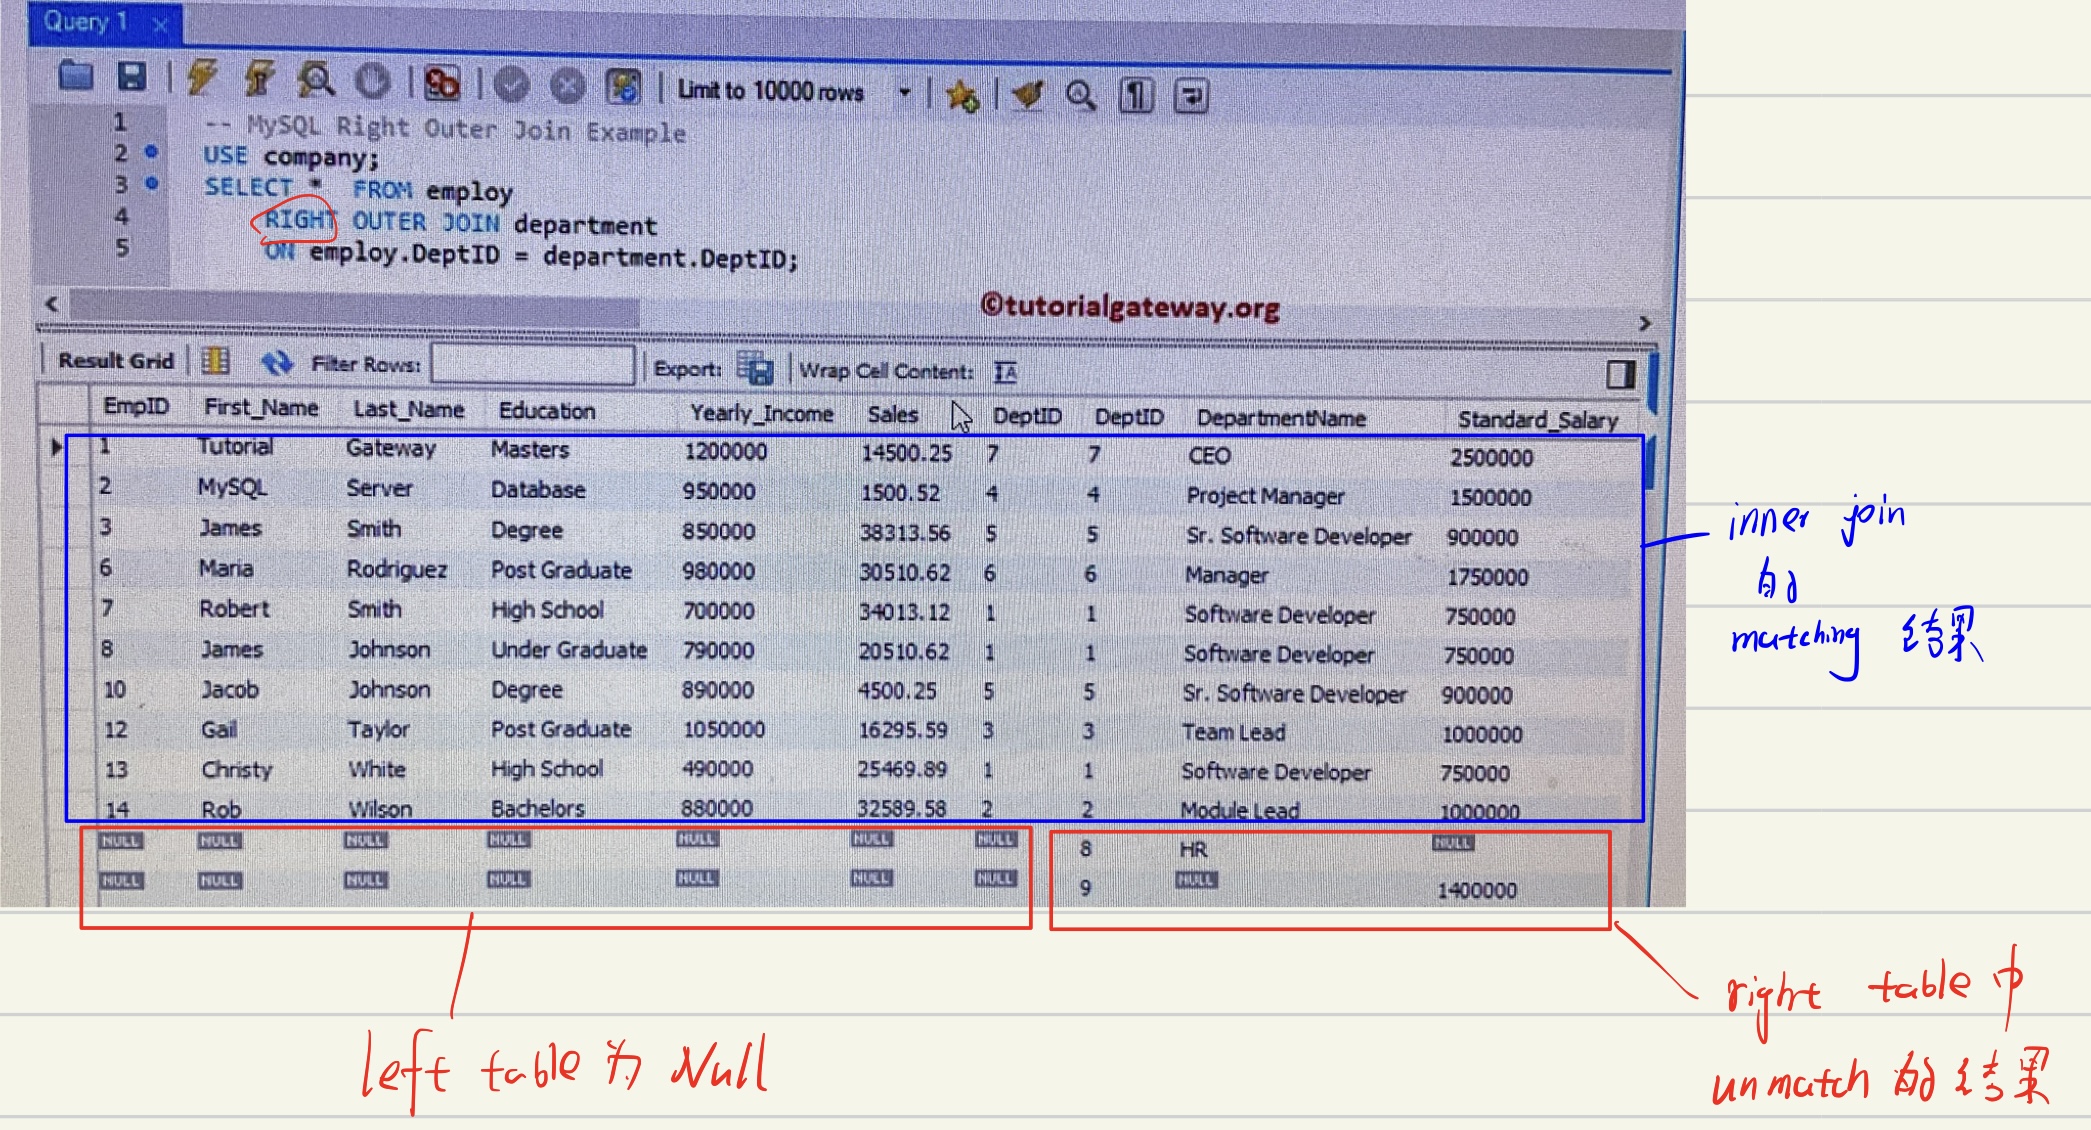 Query 1
Limit to 10000 rows
1 -- MySQL Right Outer Join Example
2 USE company;
3 SELECT * FROM employ
4 RIGHT OUTER JOIN department
5 ON employ.DeptID = department.DeptID;
©tutorialgateway.org
Result Grid Filter Rows: Export: Wrap Cell Content: IA
EmpID First_Name Last_Name Education Yearly_Income Sales DeptID DeptID DepartmentName Standard_Salary
1 Tutorial Gateway Masters 1200000 14500.25 7 7 CEO 2500000
2 MySQL Server Database 950000 1500.52 4 4 Project Manager 1500000
3 James Smith Degree 850000 38313.56 5 5 Sr. Software Developer 900000
6 Maria Rodriguez Post Graduate 980000 30510.62 6 6 Manager 1750000
7 Robert Smith High School 700000 34013.12 1 1 Software Developer 750000
8 James Johnson Under Graduate 790000 20510.62 1 1 Software Developer 750000
10 Jacob Johnson Degree 890000 4500.25 5 5 Sr. Software Developer 900000
12 Gail Taylor Post Graduate 1050000 16295.59 3 3 Team Lead 1000000
13 Christy White High School 490000 25469.89 1 1 Software Developer 750000
14 Rob Wilson Bachelors 880000 32589.58 2 2 Module Lead 1000000
NULL NULL NULL NULL NULL NULL NULL 8 HR NULL
NULL NULL NULL NULL NULL NULL NULL 9 NULL 1400000
inner join
的
matching 结果
left table 为 Null
right table 中
unmatch 的结果